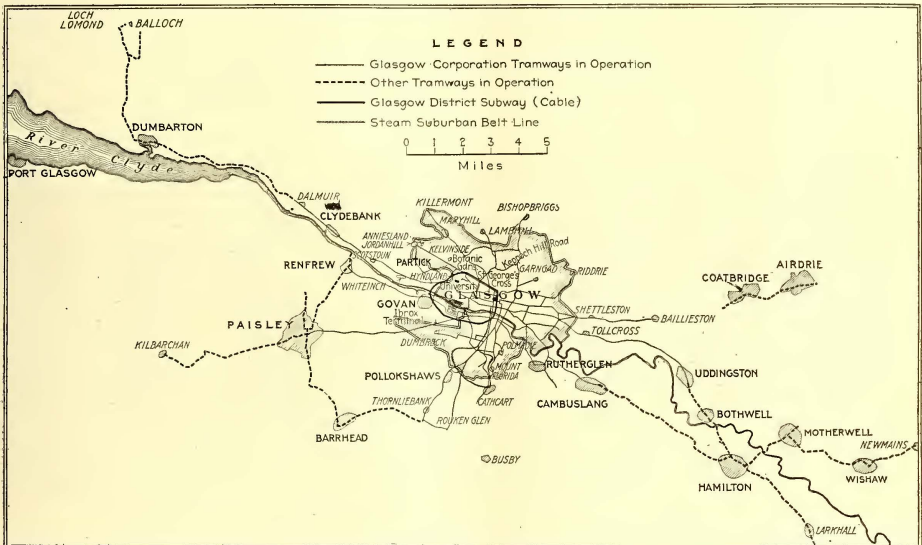 LOCH
LOMOND
BALLOCH
LEGEND
Glasgow Corporation Tramways in Operation
Other Tramways in Operation
Glasgow District Subway (Cable)
Steam Suburban Belt Line
0 1 2 3 4 5
Miles
DUMBARTON
River Clyde
PORT GLASGOW
DALMUIR
CLYDEBANK
KILLERMONT
MARYHILL
BISHOPBRIGGS
LAMBHILL
ANNIESLAND
JORDANHILL
KELVINSIDE
Keppoch Hill Road
SCOTSTOUN
PARTICK
Botanic
Gdns
George's
Cross
GARNGAD
RIDDRIE
RENFREW
HYNDLAND
University
WHITEINCH
GLASGOW
COATBRIDGE
AIRDRIE
GOVAN
Ibrox
Terminal
SHETTLESTON
BAILLIESTON
TOLLCROSS
PAISLEY
KILBARCHAN
DUMBRECK
POLMADIE
RUTHERGLEN
UDDINGSTON
POLLOKSHAWS
MOUNT
FLORIDA
CAMBUSLANG
CATHCART
THORNLIEBANK
ROUKEN GLEN
BOTHWELL
BARRHEAD
MOTHERWELL
NEWMAINS
BUSBY
WISHAW
HAMILTON
LARKHALL